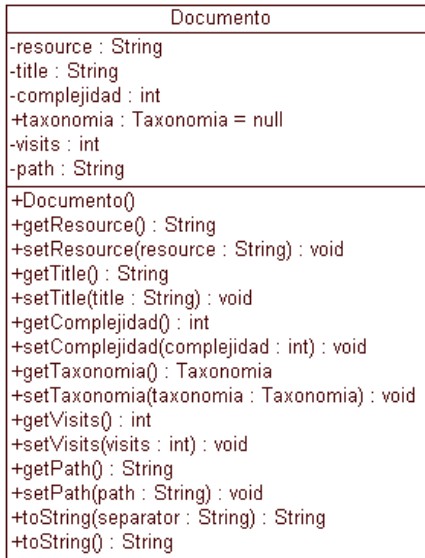 Documento
-resource : String
-title : String
-complejidad : int
+taxonomia : Taxonomia = null
-visits : int
-path : String
+Documento()
+getResource() : String
+setResource(resource : String) : void
+getTitle() : String
+setTitle(title : String) : void
+getComplejidad() : int
+setComplejidad(complejidad : int) : void
+getTaxonomia() : Taxonomia
+setTaxonomia(taxonomia : Taxonomia) : void
+getVisits() : int
+setVisits(visits : int) : void
+getPath() : String
+setPath(path : String) : void
+toString(separator : String) : String
+toString() : String